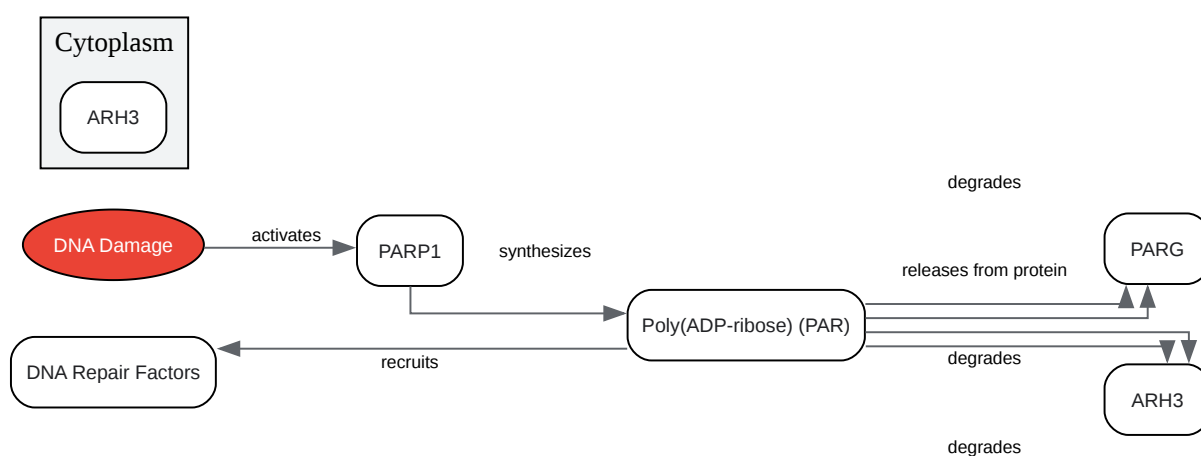 Cytoplasm
ARH3
degrades
DNA Damage
activates
PARP1
synthesizes
releases from protein
PARG
Poly(ADP-ribose) (PAR)
DNA Repair Factors
recruits
degrades
ARH3
degrades